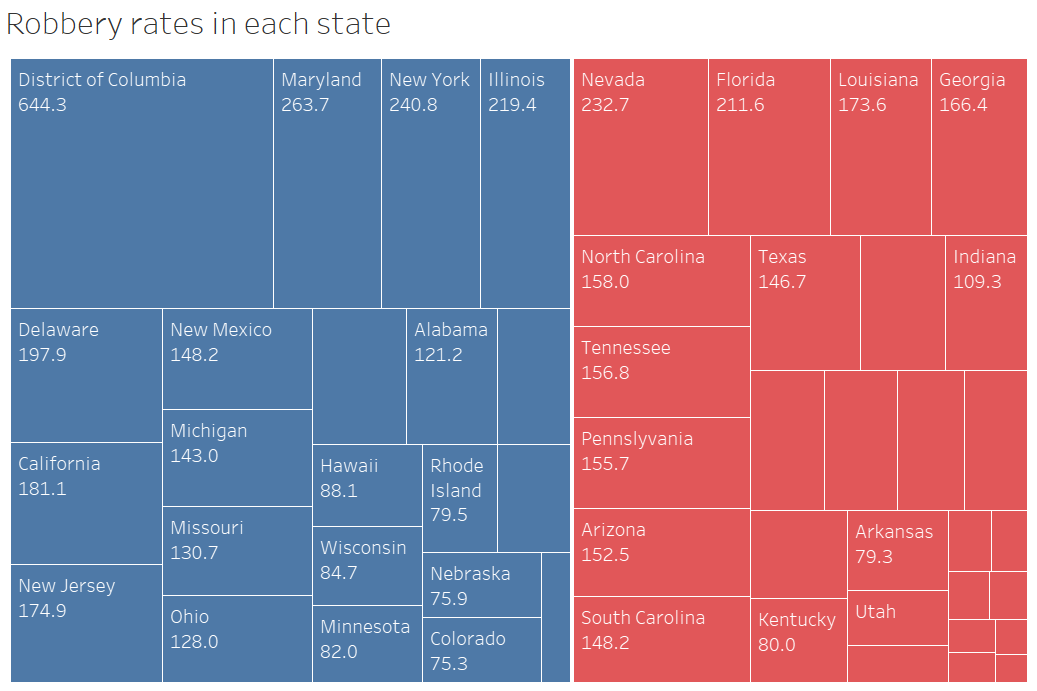 Robbery rates in each state
District of Columbia
644.3
Maryland
263.7
New York
240.8
Illinois
219.4
Delaware
197.9
California
181.1
New Jersey
174.9
New Mexico
148.2
Michigan
143.0
Missouri
130.7
Ohio
128.0
Alabama
121.2
Hawaii
88.1
Wisconsin
84.7
Minnesota
82.0
Rhode
Island
79.5
Nebraska
75.9
Colorado
75.3
Nevada
232.7
Florida
211.6
Louisiana
173.6
Georgia
166.4
North Carolina
158.0
Tennessee
156.8
Pennslyvania
155.7
Arizona
152.5
South Carolina
148.2
Texas
146.7
Indiana
109.3
Kentucky
80.0
Arkansas
79.3
Utah